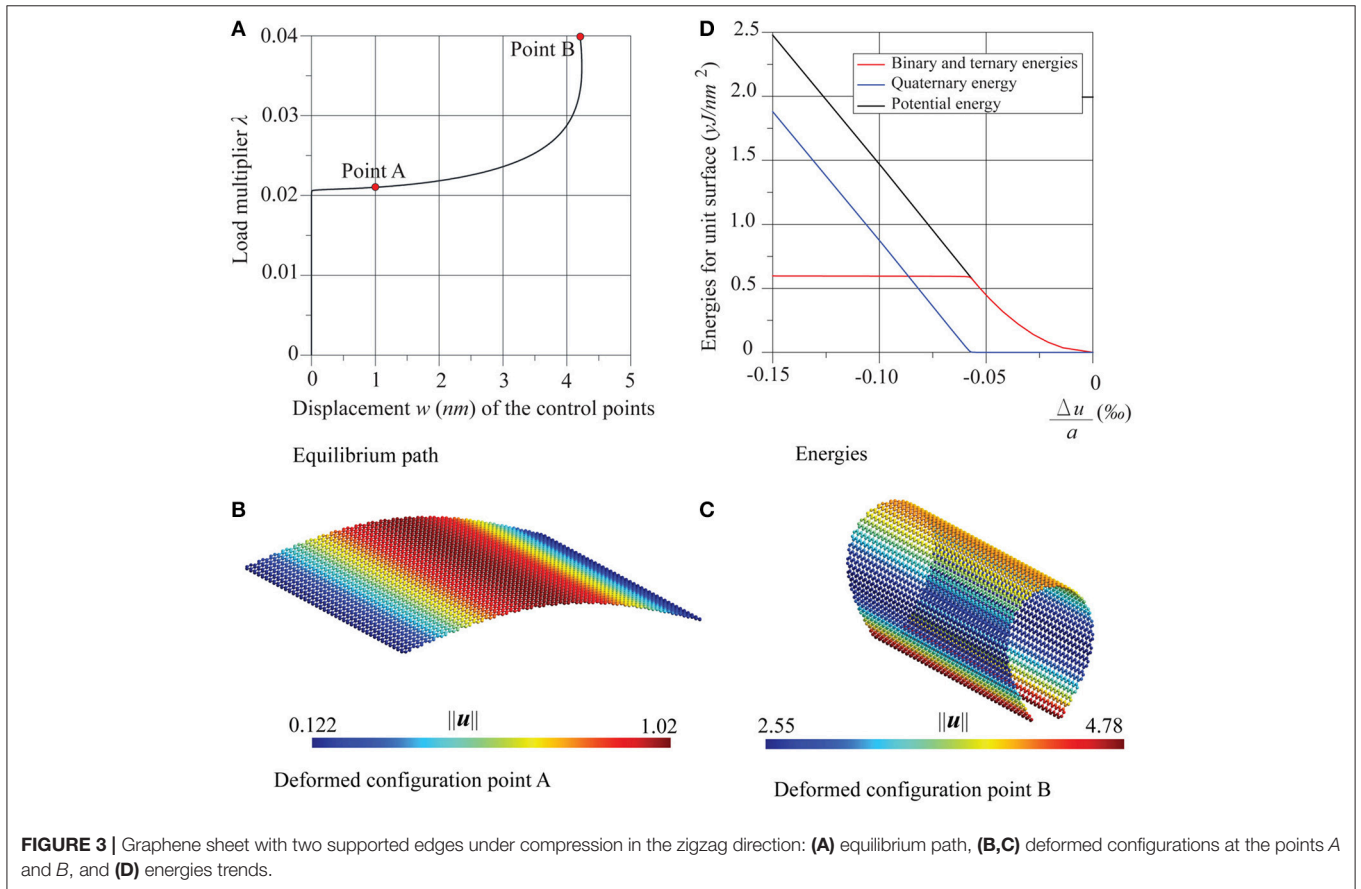 A
0.04
0.03
0.02
0.01
0
Load multiplier λ
Point B
Point A
0 1 2 3 4 5
Displacement w (nm) of the control points
Equilibrium path
D
2.5
2.0
1.5
1.0
0.5
0
Energies for unit surface (yJ/nm ²)
Binary and ternary energies
Quaternary energy
Potential energy
-0.15 -0.10 -0.05 0
Δu
a (‰)
Energies
B
0.122 ||u|| 1.02
Deformed configuration point A
C
2.55 ||u|| 4.78
Deformed configuration point B
FIGURE 3 | Graphene sheet with two supported edges under compression in the zigzag direction: (A) equilibrium path, (B,C) deformed configurations at the points A
and B, and (D) energies trends.